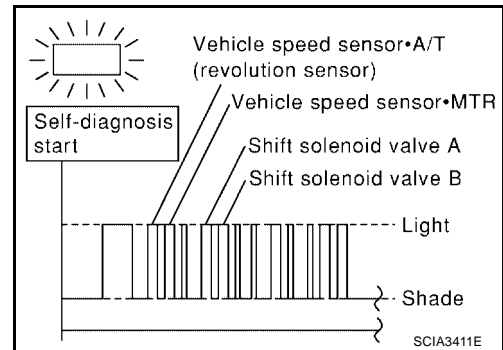 Vehicle speed sensor•A/T
(revolution sensor)
Vehicle speed sensor•MTR
Self-diagnosis
start
Shift solenoid valve A
Shift solenoid valve B
Light
Shade
SCIA3411E